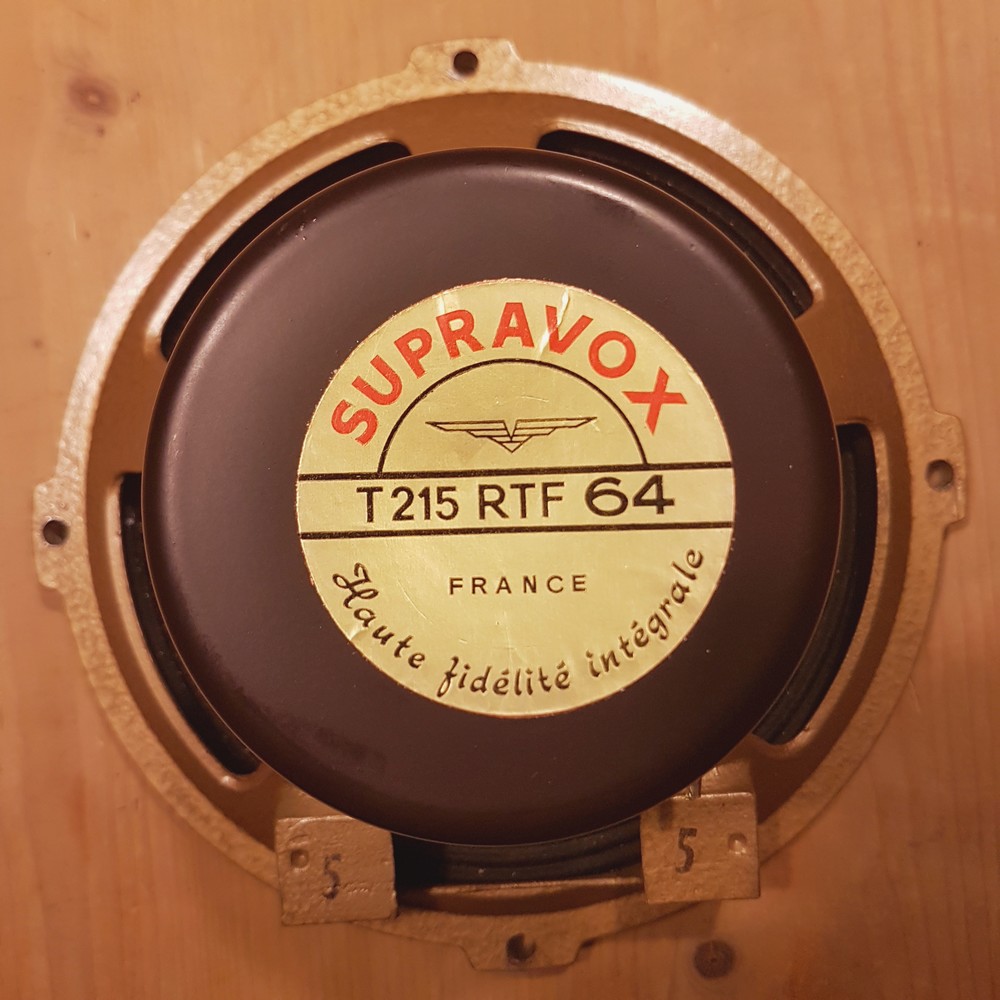 SUPRAVOX
T215 RTF 64
FRANCE
Haute fidélité intégrale
5
5